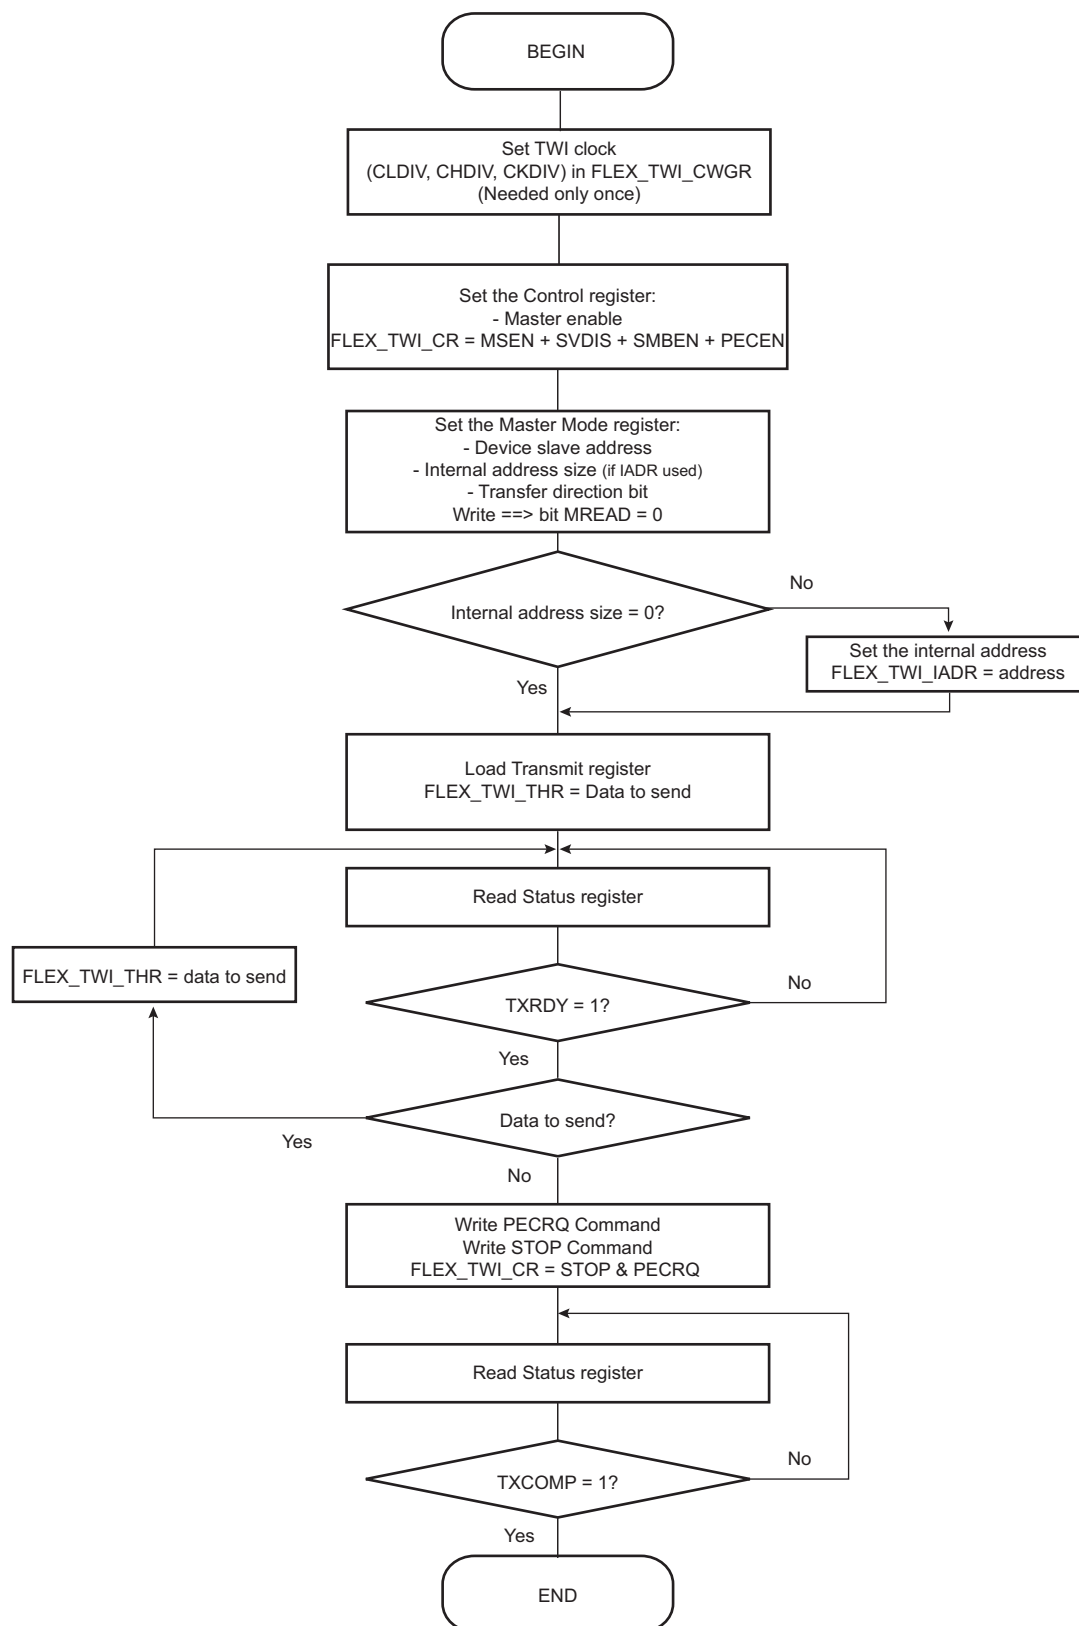 BEGIN
Set TWI clock
(CLDIV, CHDIV, CKDIV) in FLEX_TWI_CWGR
(Needed only once)
Set the Control register:
- Master enable
FLEX_TWI_CR = MSEN + SVDIS + SMBEN + PECEN
Set the Master Mode register:
- Device slave address
- Internal address size (if IADR used)
- Transfer direction bit
Write ==> bit MREAD = 0
No
Internal address size = 0?
Set the internal address
FLEX_TWI_IADR = address
Yes
Load Transmit register
FLEX_TWI_THR = Data to send
Read Status register
FLEX_TWI_THR = data to send
No
TXRDY = 1?
Yes
Data to send?
Yes
No
Write PECRQ Command
Write STOP Command
FLEX_TWI_CR = STOP & PECRQ
Read Status register
No
TXCOMP = 1?
Yes
END